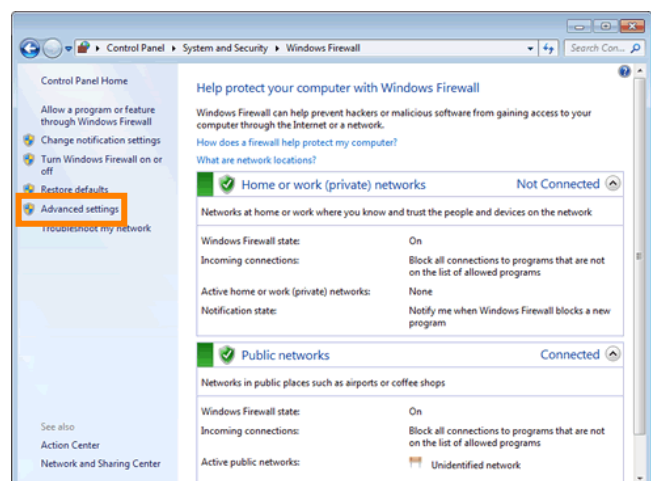 Control Panel ▸ System and Security ▸ Windows Firewall
Search Con...
Control Panel Home
Allow a program or feature
through Windows Firewall
Change notification settings
Turn Windows Firewall on or
off
Restore defaults
Advanced settings
Troubleshoot my network
See also
Action Center
Network and Sharing Center
Help protect your computer with Windows Firewall
Windows Firewall can help prevent hackers or malicious software from gaining access to your
computer through the Internet or a network.
How does a firewall help protect my computer?
What are network locations?
Home or work (private) networks Not Connected
Networks at home or work where you know and trust the people and devices on the network
Windows Firewall state: On
Incoming connections: Block all connections to programs that are not
on the list of allowed programs
Active home or work (private) networks: None
Notification state: Notify me when Windows Firewall blocks a new
program
Public networks Connected
Networks in public places such as airports or coffee shops
Windows Firewall state: On
Incoming connections: Block all connections to programs that are not
on the list of allowed programs
Active public networks: Unidentified network